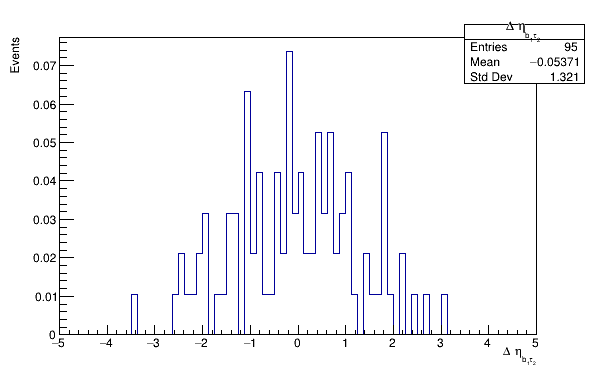 Δ η b₁τ₂
Entries 95
Mean −0.05371
Std Dev 1.321
Events
0.07
0.06
0.05
0.04
0.03
0.02
0.01
0
−5 −4 −3 −2 −1 0 1 2 3 4 5
Δ η b₁τ₂